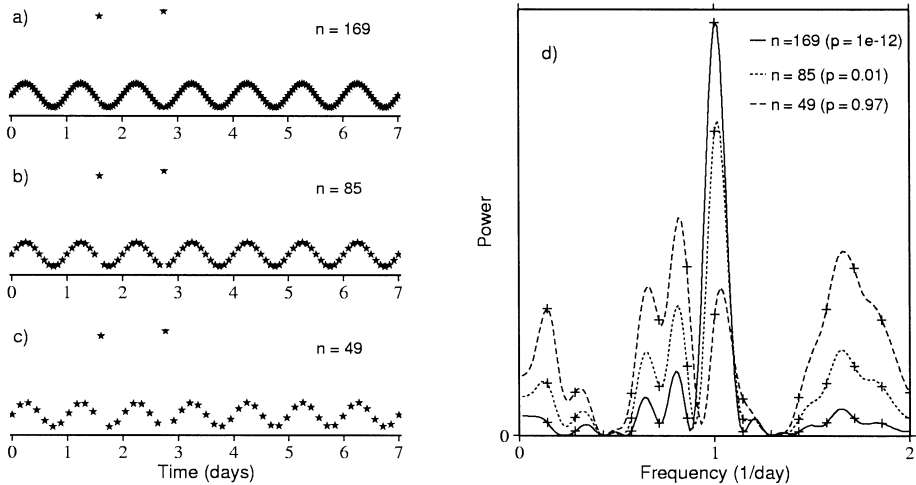 a)
n = 169
0 1 2 3 4 5 6 7
b)
n = 85
0 1 2 3 4 5 6 7
c)
n = 49
0 1 2 3 4 5 6 7
Time (days)
d)
n =169 (p = 1e-12)
n = 85 (p = 0.01)
n = 49 (p = 0.97)
Power
0
0 1 2
Frequency (1/day)